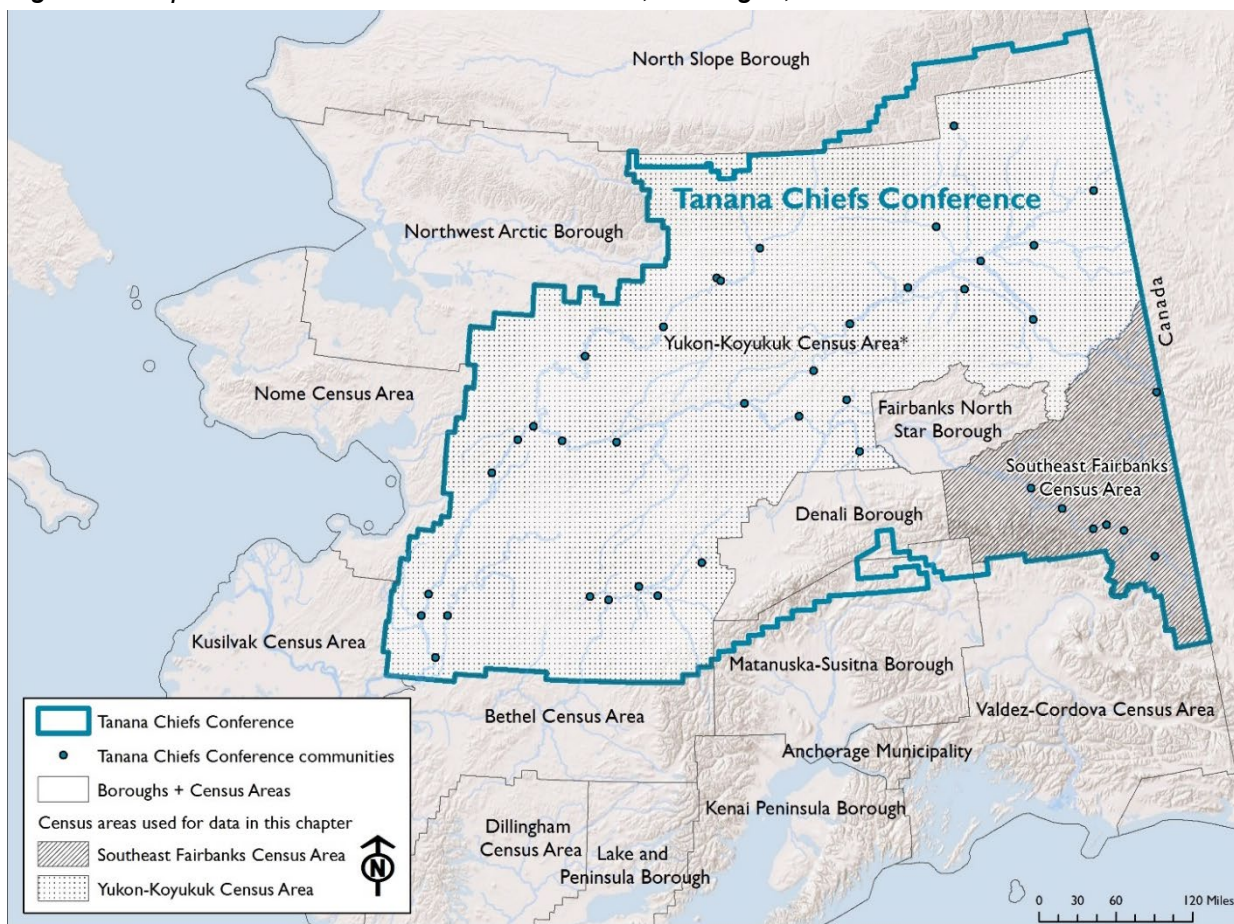 North Slope Borough
Tanana Chiefs Conference
Northwest Arctic Borough
Canada
Yukon-Koyukuk Census Area*
Nome Census Area
Fairbanks North
Star Borough
Southeast Fairbanks
Census Area
Denali Borough
Kusilvak Census Area
Matanuska-Susitna Borough
Bethel Census Area
Valdez-Cordova Census Area
Anchorage Municipality
Kenai Peninsula Borough
Dillingham
Census Area
Lake and
Peninsula Borough
Tanana Chiefs Conference
Tanana Chiefs Conference communities
Boroughs + Census Areas
Census areas used for data in this chapter
Southeast Fairbanks Census Area
Yukon-Koyukuk Census Area
N
0 30 60 120 Miles